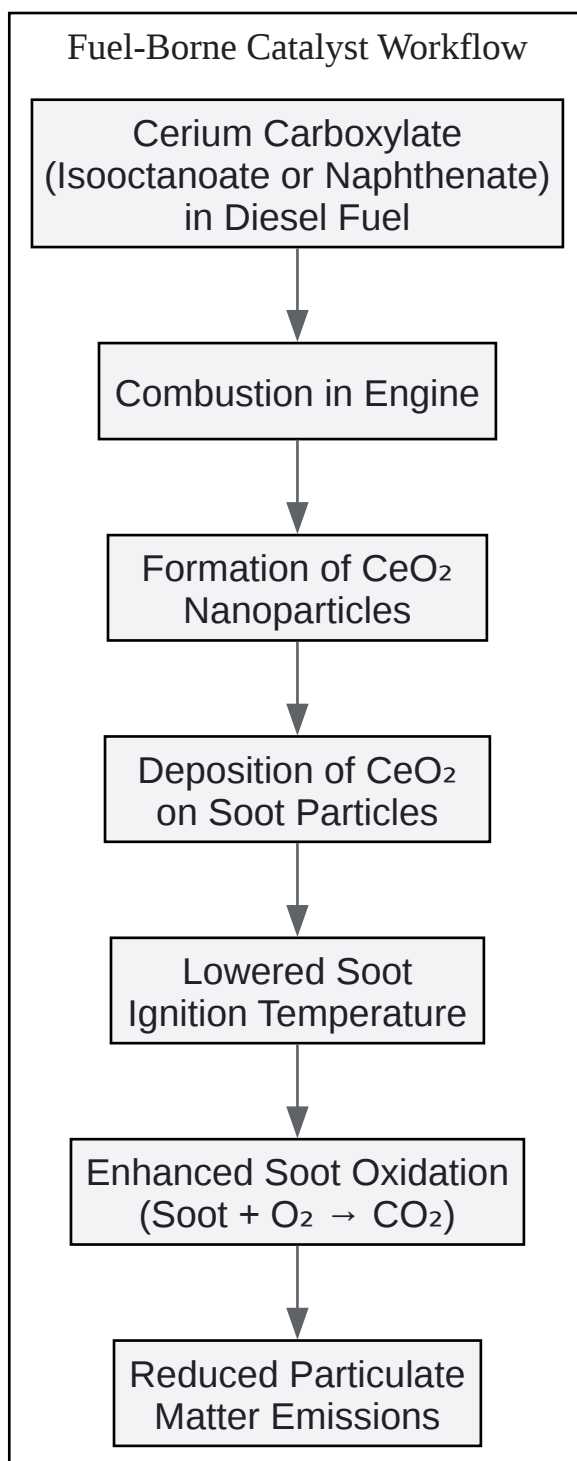 Fuel-Borne Catalyst Workflow
Cerium Carboxylate
(Isooctanoate or Naphthenate)
in Diesel Fuel
Combustion in Engine
Formation of CeO₂
Nanoparticles
Deposition of CeO₂
on Soot Particles
Lowered Soot
Ignition Temperature
Enhanced Soot Oxidation
(Soot + O₂ → CO₂)
Reduced Particulate
Matter Emissions